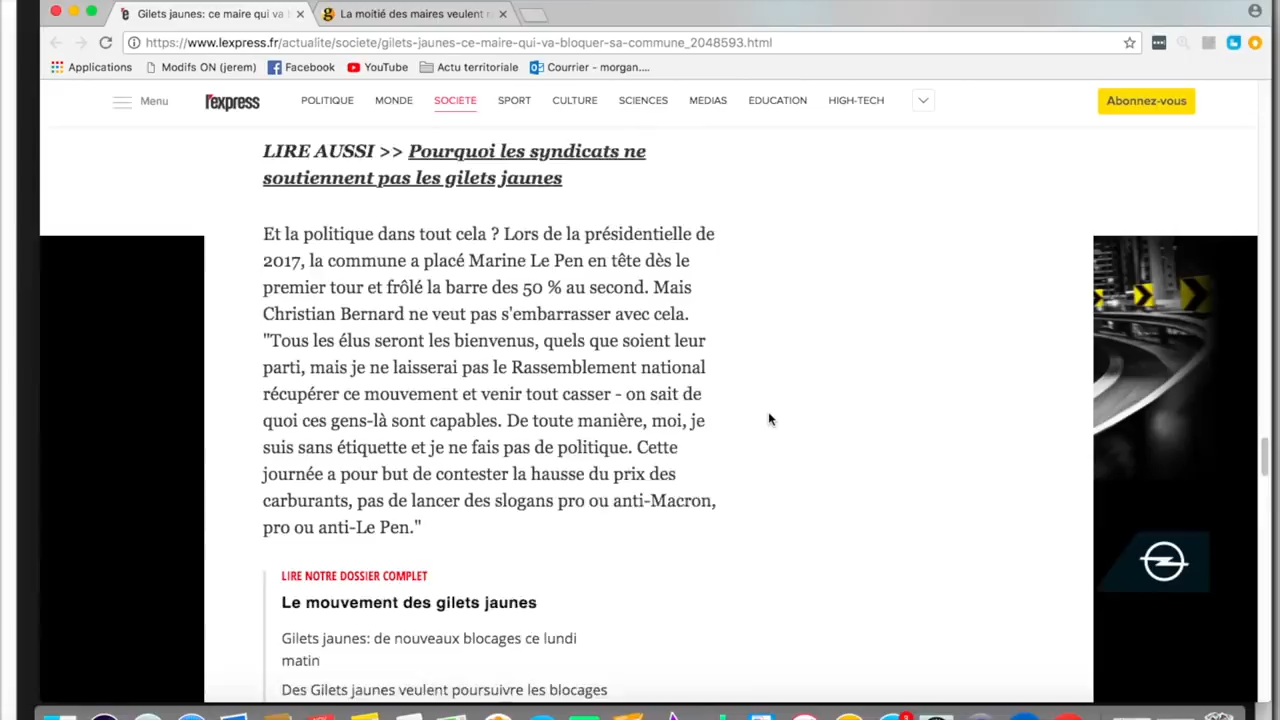 Gilets jaunes: ce maire qui va
La moitié des maires veulent
https://www.lexpress.fr/actualite/societe/gilets-jaunes-ce-maire-qui-va-bloquer-sa-commune_2048593.html
Applications Modifs ON (jerem) Facebook YouTube Actu territoriale Courrier - morgan....
Menu l'express POLITIQUE MONDE SOCIÉTÉ SPORT CULTURE SCIENCES MÉDIAS ÉDUCATION HIGH-TECH Abonnez-vous
LIRE AUSSI >> Pourquoi les syndicats ne
soutiennent pas les gilets jaunes
Et la politique dans tout cela ? Lors de la présidentielle de
2017, la commune a placé Marine Le Pen en tête dès le
premier tour et frôlé la barre des 50 % au second. Mais
Christian Bernard ne veut pas s'embarrasser avec cela.
"Tous les élus seront les bienvenus, quels que soient leur
parti, mais je ne laisserai pas le Rassemblement national
récupérer ce mouvement et venir tout casser - on sait de
quoi ces gens-là sont capables. De toute manière, moi, je
suis sans étiquette et je ne fais pas de politique. Cette
journée a pour but de contester la hausse du prix des
carburants, pas de lancer des slogans pro ou anti-Macron,
pro ou anti-Le Pen."
LIRE NOTRE DOSSIER COMPLET
Le mouvement des gilets jaunes
Gilets jaunes: de nouveaux blocages ce lundi
matin
Des Gilets jaunes veulent poursuivre les blocages